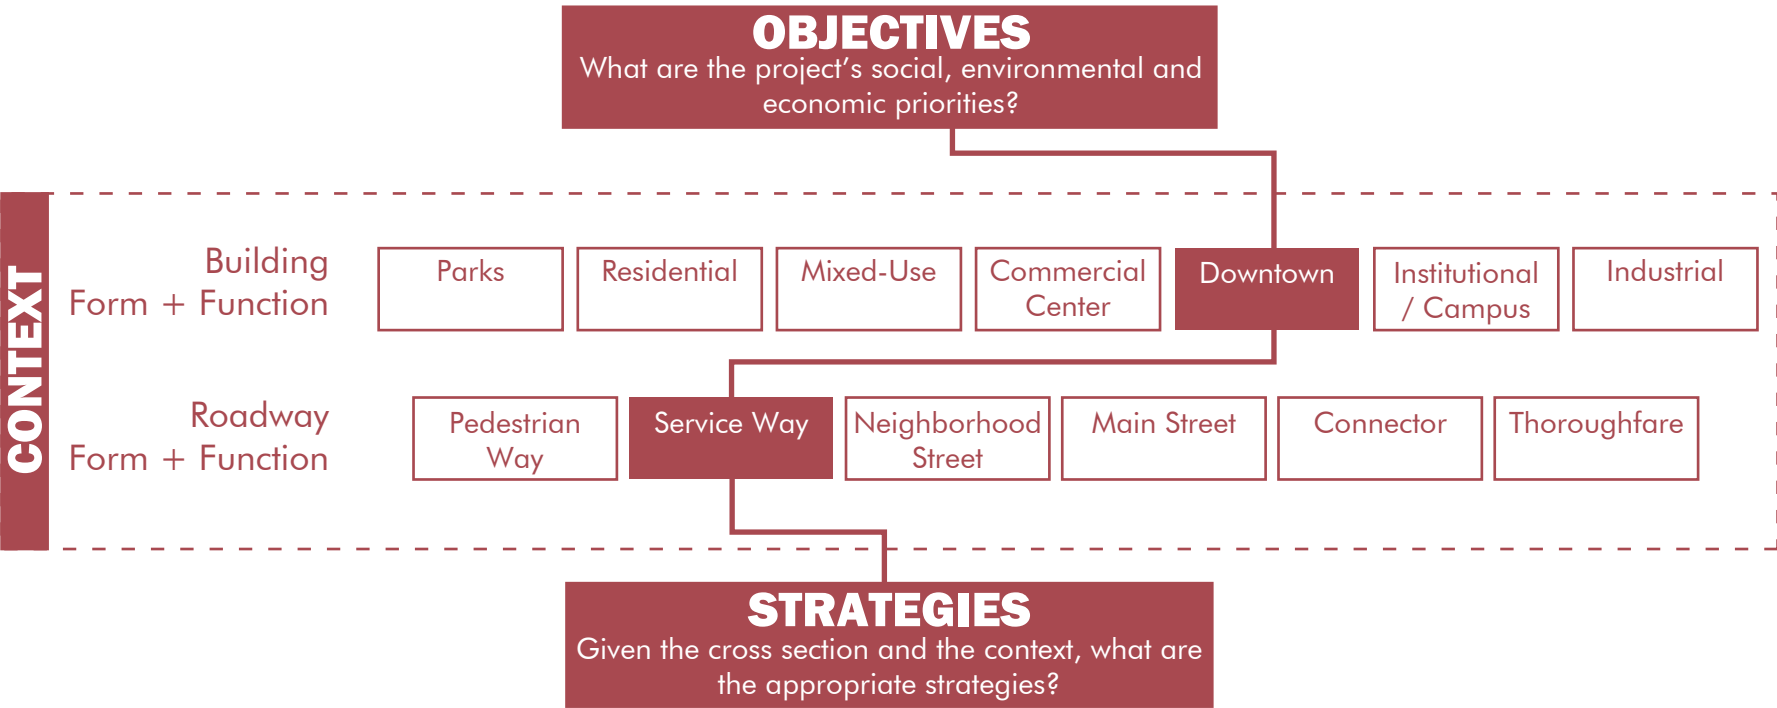 OBJECTIVES
What are the project’s social, environmental and
economic priorities?
CONTEXT
Building
Form + Function
Parks
Residential
Mixed-Use
Commercial
Center
Downtown
Institutional
/ Campus
Industrial
Roadway
Form + Function
Pedestrian
Way
Service Way
Neighborhood
Street
Main Street
Connector
Thoroughfare
STRATEGIES
Given the cross section and the context, what are
the appropriate strategies?